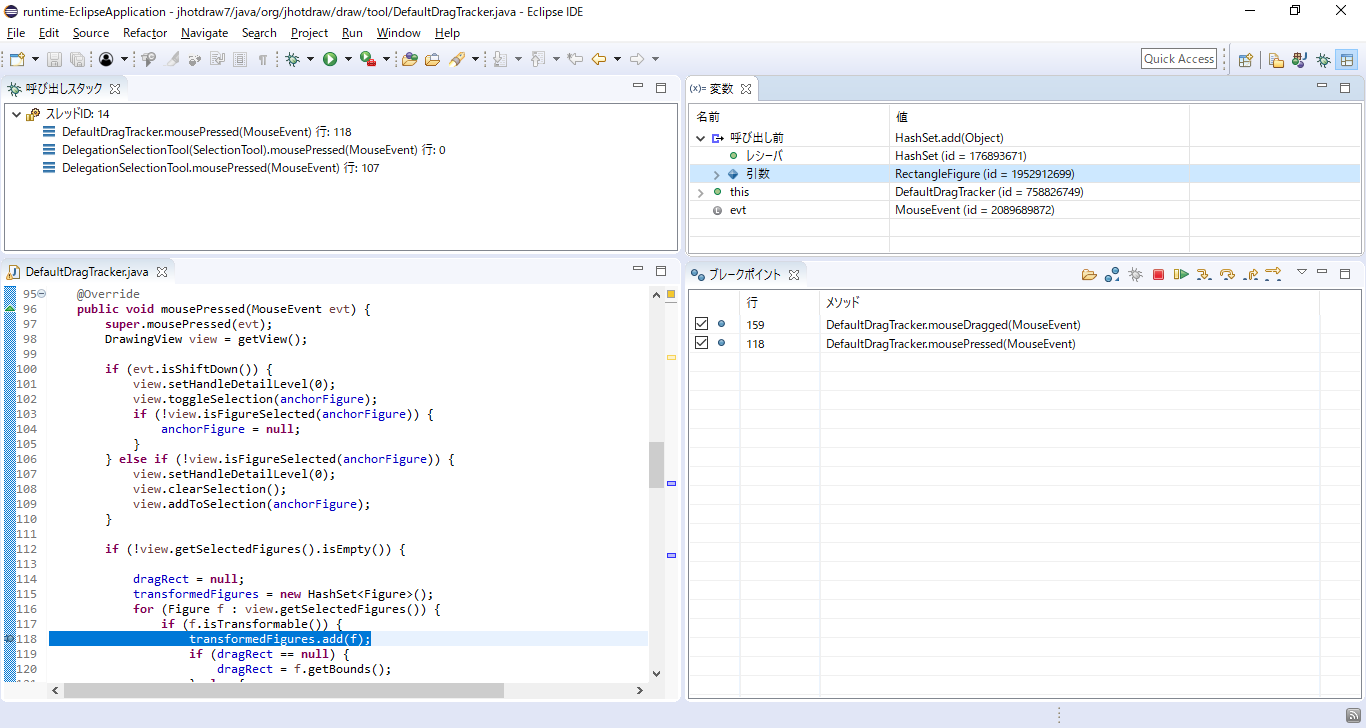 runtime-EclipseApplication - jhotdraw7/java/org/jhotdraw/draw/tool/DefaultDragTracker.java - Eclipse IDE
File Edit Source Refactor Navigate Search Project Run Window Help
Quick Access
呼び出しスタック
スレッドID: 14
DefaultDragTracker.mousePressed(MouseEvent) 行: 118
DelegationSelectionTool(SelectionTool).mousePressed(MouseEvent) 行: 0
DelegationSelectionTool.mousePressed(MouseEvent) 行: 107
(x)= 変数
名前 値
呼び出し前 HashSet.add(Object)
レシーバ HashSet (id = 176893671)
引数 RectangleFigure (id = 1952912699)
this DefaultDragTracker (id = 758826749)
evt MouseEvent (id = 2089689872)
DefaultDragTracker.java
95 @Override
96 public void mousePressed(MouseEvent evt) {
97 super.mousePressed(evt);
98 DrawingView view = getView();
99
100 if (evt.isShiftDown()) {
101 view.setHandleDetailLevel(0);
102 view.toggleSelection(anchorFigure);
103 if (!view.isFigureSelected(anchorFigure)) {
104 anchorFigure = null;
105 }
106 } else if (!view.isFigureSelected(anchorFigure)) {
107 view.setHandleDetailLevel(0);
108 view.clearSelection();
109 view.addToSelection(anchorFigure);
110 }
111
112 if (!view.getSelectedFigures().isEmpty()) {
113
114 dragRect = null;
115 transformedFigures = new HashSet<Figure>();
116 for (Figure f : view.getSelectedFigures()) {
117 if (f.isTransformable()) {
118 transformedFigures.add(f);
119 if (dragRect == null) {
120 dragRect = f.getBounds();
ブレークポイント
行 メソッド
159 DefaultDragTracker.mouseDragged(MouseEvent)
118 DefaultDragTracker.mousePressed(MouseEvent)